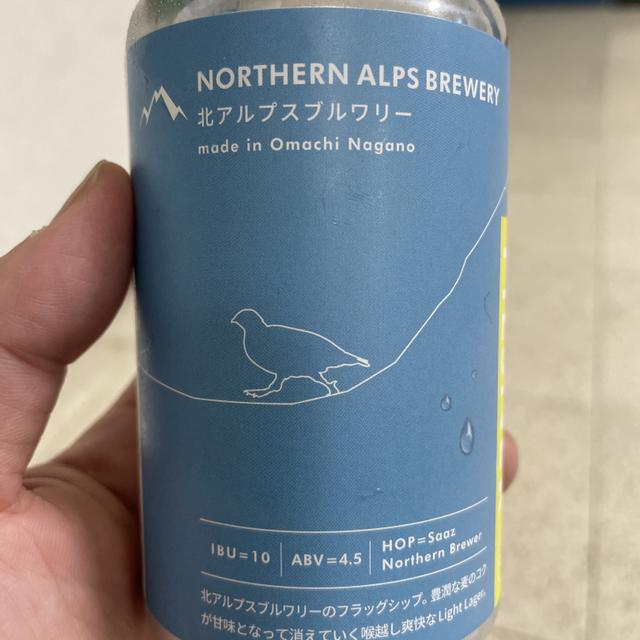 NORTHERN ALPS BREWERY
北アルプスブルワリー
made in Omachi Nagano
IBU=10
ABV=4.5
HOP=Saaz
Northern Brewer
北アルプスブルワリーのフラッグシップ。豊潤な麦のコク
が甘味となって消えていく喉越し爽快なLight Lager。